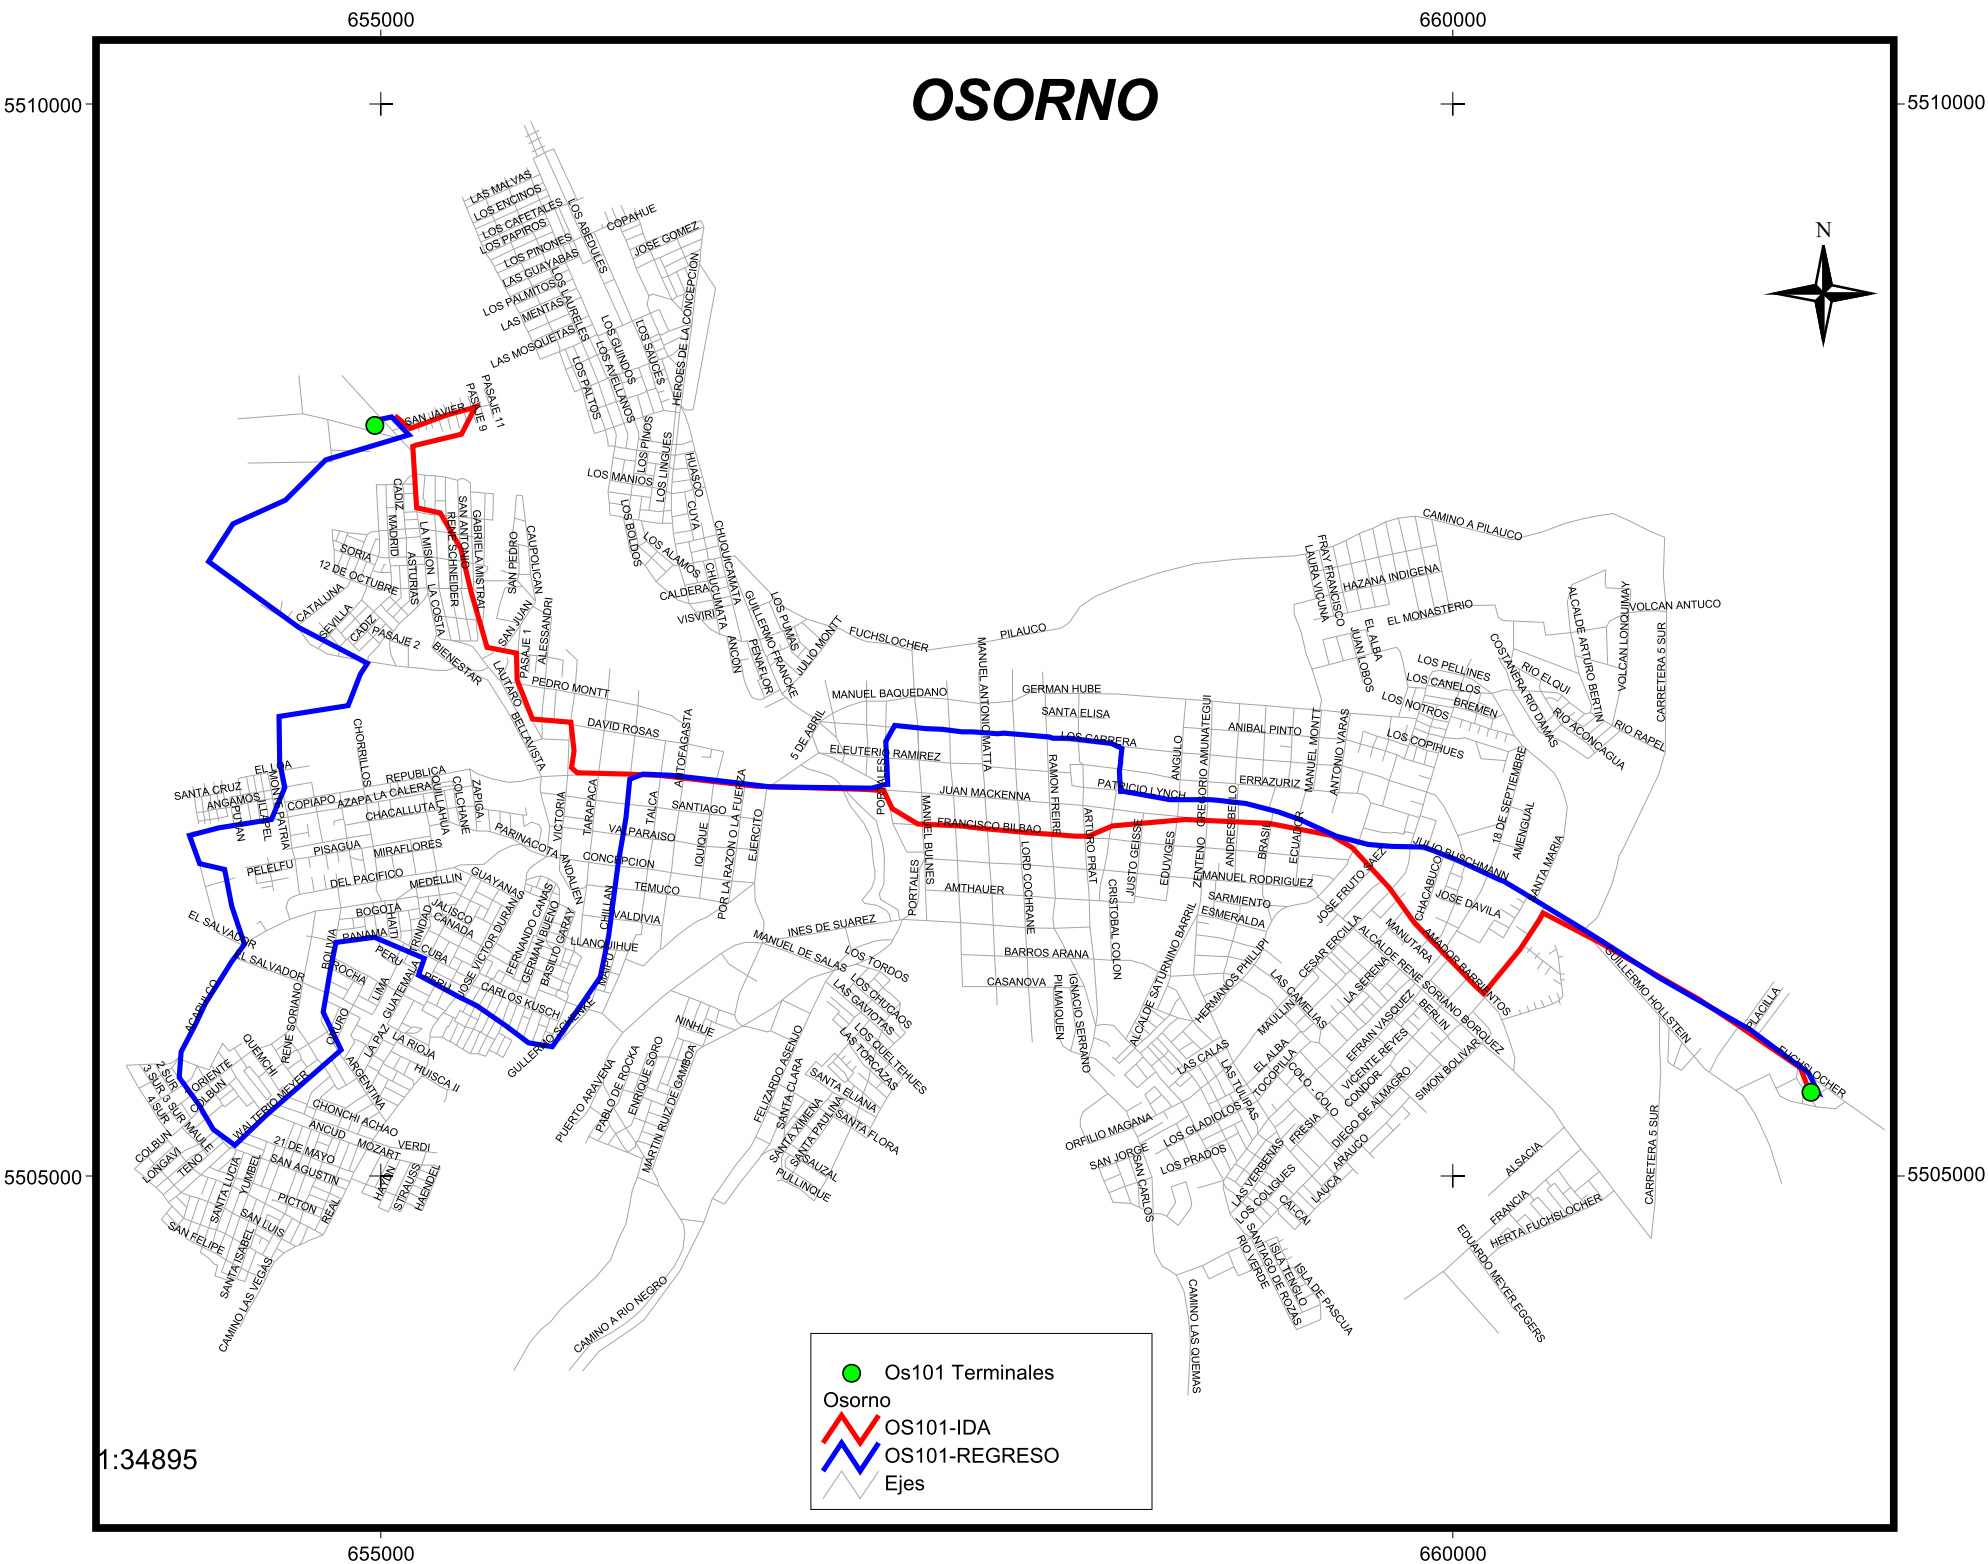 655000
660000
5510000
5510000
OSORNO
N
LAS MALVAS
LOS ENCINOS
LOS CAFETALES
LOS PAPIROS
LOS PINONES
LAS GUAYABAS
LOS PALMITOS
LAS MENTAS
LAS MOSQUETAS
LOS ABEDULES
COPAHUE
JOSE GOMEZ
LOS LAURELES
LOS GUINDOS
LOS SAUCES
LOS AVELLANOS
LOS PALTOS
HEROES DE LA CONCEPCION
PASAJE 11
PASAJE 9
SAN JAVIER
LOS PINOS
LOS LINGUES
LOS MANIOS
HUASCO
CUYA
LOS BOLDOS
LOS ALAMOS
CHUQUICAMATA
CHUCUMATA
CALDERA
VISVIRI
ANCON
GUILLERMO FRANCKE
LOS PUMAS
PENAFLOR
JULIO MONTT
CADIZ
MADRID
SORIA
12 DE OCTUBRE
CATALUNA
SEVILLA
CADIZ
PASAJE 2
LA MISION
ASTURIAS
LA COSTA
RENE SCHNEIDER
SAN ANTONIO
GABRIELA MISTRAL
SAN PEDRO
CAUPOLICAN
SAN JUAN
PASAJE 1
ALESSANDRI
BIENESTAR
LAUTARO
BELLAVISTA
PEDRO MONTT
DAVID ROSAS
ANTOFAGASTA
5 DE ABRIL
FUCHSLOCHER
PILAUCO
MANUEL BAQUEDANO
MANUEL ANTONIO MATTA
GERMAN HUBE
SANTA ELISA
LOS CARRERA
ELEUTERIO RAMIREZ
ANIBAL PINTO
ANGULO
GREGORIO AMUNATEGUI
MANUEL MONTT
ANTONIO VARAS
ERRAZURIZ
PATRICIO LYNCH
JUAN MACKENNA
FRANCISCO BILBAO
RAMON FREIRE
ARTURO PRAT
JUSTO GEISSE
EDUVIGES
ZENTENO
ANDRES BELLO
BRASIL
ECUADOR
PORTALES
PORTALES
MANUEL BULNES
LORD COCHRANE
CRISTOBAL COLON
AMTHAUER
BARROS ARANA
CASANOVA
PILMAIQUEN
IGNACIO SERRANO
ALCALDE SATURNINO BARRIL
MANUEL RODRIGUEZ
SARMIENTO
ESMERALDA
HERMANOS PHILLIPI
CAMINO A PILAUCO
FRAY FRANCISCO
LAURA VICUNA
HAZANA INDIGENA
EL MONASTERIO
EL ALBA
JUAN LOBOS
LOS PELLINES
LOS CANELOS
LOS NOTROS
BREMEN
LOS COPIHUES
COSTANERA RIO DAMAS
RIO ELQUI
RIO ACONCAGUA
RIO RAPEL
ALCALDE ARTURO BERTIN
VOLCAN LONQUIMAY
VOLCAN ANTUCO
CARRETERA 5 SUR
18 DE SEPTIEMBRE
AMENGUAL
SANTA MARIA
JULIO BUSCHMANN
JOSE DAVILA
CHACABUCO
JOSE FRUTO SAEZ
MANUTARA
AMADOR BARRIENTOS
CESAR ERCILLA
ALCALDE RENE SORIANO BORQUEZ
LA SERENA
LAS CAMELIAS
MAULLIN
EFRAIN VASQUEZ
BERLIN
VICENTE REYES
CONDOR
SIMON BOLIVAR
DIEGO DE ALMAGRO
EL ALBA
TOCOPILLA
COLO - COLO
FRESIA
ARAUCO
LAUCA
CAI-CAI
LAS CALAS
LAS TULIPAS
LOS GLADIOLOS
ORFILIO MAGANA
SAN JORGE
LOS PRADOS
SAN CARLOS
LAS VERBENAS
LOS COLIGUES
SANTIAGO DE ROZAS
RIO VERDE
ISLA TENGLO
ISLA DE PASCUA
CAMINO LAS QUEMAS
GUILLERMO HOLLSTEIN
PLACILLA
FUCHSLOCHER
CARRETERA 5 SUR
ALSACIA
FRANCIA
HERTA FUCHSLOCHER
EDUARDO MEYER EGGERS
CHORRILLOS
EL LOA
SANTA CRUZ
ANGAMOS
PUYAN
ILLAPEL
MONTE PATRIA
COPIAPO
REPUBLICA
AZAPA LA CALERA
CHACALLUTA
QUILLAHUA
COLCHANE
ZAPIGA
PARINACOTA
PISAGUA
MIRAFLORES
PELELFU
DEL PACIFICO
MEDELLIN
VICTORIA
TARAPACA
TALCA
SANTIAGO
VALPARAISO
CONCEPCION
IQUIQUE
POR LA RAZON O LA FUERZA
EJERCITO
TEMUCO
VALDIVIA
CHILLAN
LLANQUIHUE
MAIPU
ANDALIEN
GUAYANAS
BOGOTA
HAITI
PANAMA
TRINIDAD
JALISCO
CANADA
CUBA
PERU
PERU
JOSE VICTOR DURAN
FERNANDO CANAS
GERMAN BUENO
BASILIO GARAY
CARLOS KUSCH
GULLERMO SCHENKE
EL SALVADOR
EL SALVADOR
BOLIVIA
ROCHA
LIMA
GUATEMALA
LA PAZ
ORURO
LA RIOJA
HUISCA II
ARGENTINA
ACAPULCO
RENE SORIANO
QUEMCHI
ORIENTE
COLBUN
WALTERIO MEYER
2 SUR
3 SUR
3 SUR
4 SUR
MAULE
COLBUN
LONGAVI
TENO
CHONCHI
ACHAO
ANCUD
MOZART
VERDI
21 DE MAYO
SAN AGUSTIN
HAYDN
STRAUSS
HAENDEL
SANTA LUCIA
YUMBEL
PICTON
REAL
SAN LUIS
SAN FELIPE
SANTA ISABEL
CAMINO LAS VEGAS
INES DE SUAREZ
MANUEL DE SALAS
LOS TORDOS
LOS CHUCAOS
LAS GAVIOTAS
LOS QUELTEHUES
LAS TORCAZAS
NINHUE
PUERTO ARAVENA
PABLO DE ROCKA
ENRIQUE SORO
MARTIN RUIZ DE GAMBOA
FELIZARDO ASENJO
SANTA CLARA
SANTA ELIANA
SANTA FLORA
SANTA XIMENA
SANTA PAULINA
SAUZAL
PULLINQUE
CAMINO A RIO NEGRO
5505000
5505000
Os101 Terminales
Osorno
OS101-IDA
OS101-REGRESO
Ejes
1:34895
655000
660000